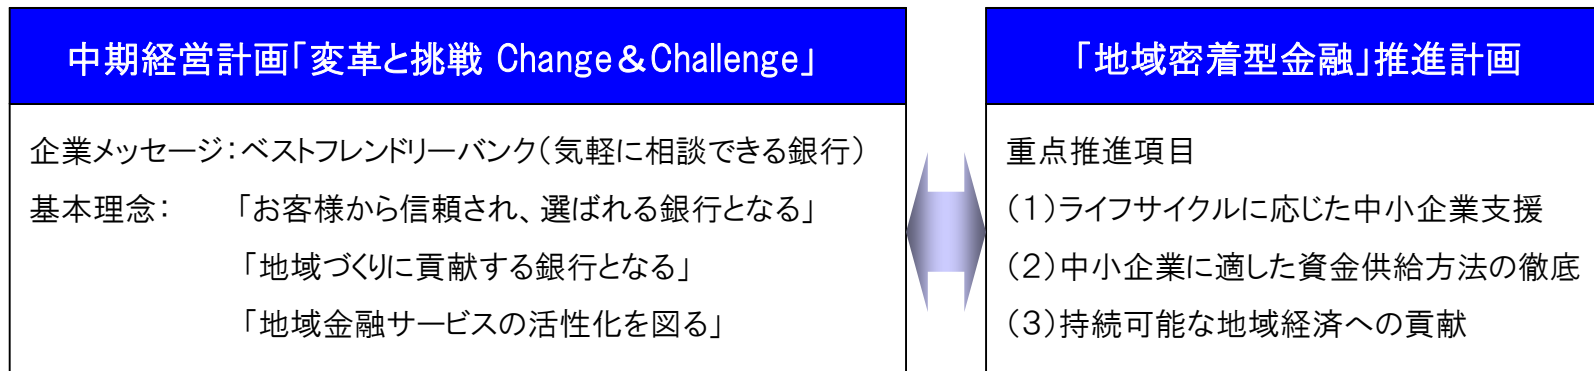 中期経営計画「変革と挑戦 Change＆Challenge」
企業メッセージ：ベストフレンドリーバンク（気軽に相談できる銀行）
基本理念：　　「お客様から信頼され、選ばれる銀行となる」
「地域づくりに貢献する銀行となる」
「地域金融サービスの活性化を図る」
「地域密着型金融」推進計画
重点推進項目
（１）ライフサイクルに応じた中小企業支援
（２）中小企業に適した資金供給方法の徹底
（３）持続可能な地域経済への貢献